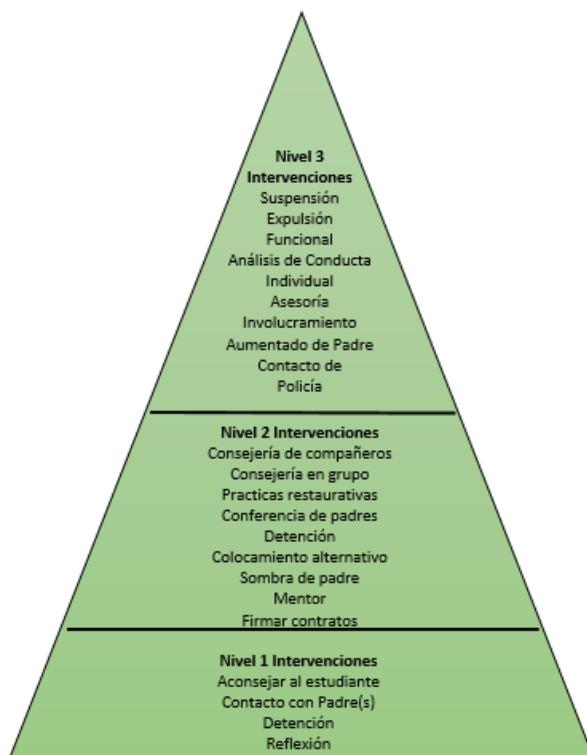 Nivel 3
Intervenciones
Suspensión
Expulsión
Funcional
Análisis de Conducta
Individual
Asesoría
Involucramiento
Aumentado de Padre
Contacto de
Policía
Nivel 2 Intervenciones
Consejería de compañeros
Consejería en grupo
Practicas restaurativas
Conferencia de padres
Detención
Colocamiento alternativo
Sombra de padre
Mentor
Firmar contratos
Nivel 1 Intervenciones
Aconsejar al estudiante
Contacto con Padre(s)
Detención
Reflexión